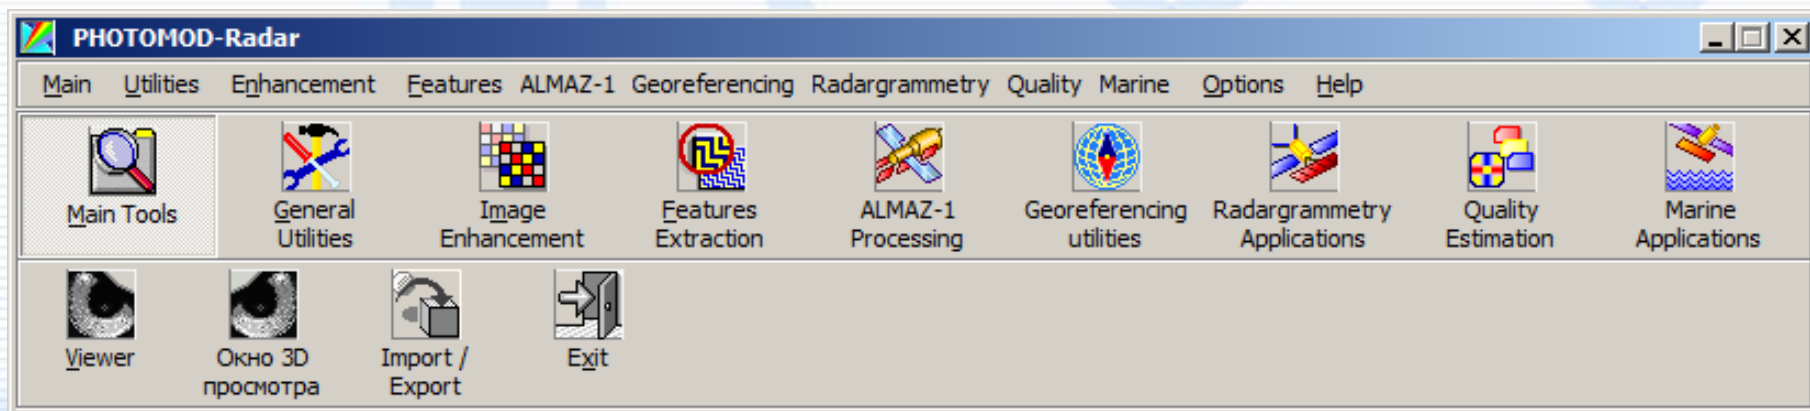 PHOTOMOD-Radar
Main Utilities Enhancement Features ALMAZ-1 Georeferencing Radargrammetry Quality Marine Options Help
Main Tools
General
Utilities
Image
Enhancement
Features
Extraction
ALMAZ-1
Processing
Georeferencing
utilities
Radargrammetry
Applications
Quality
Estimation
Marine
Applications
Viewer
Окно 3D
просмотра
Import /
Export
Exit